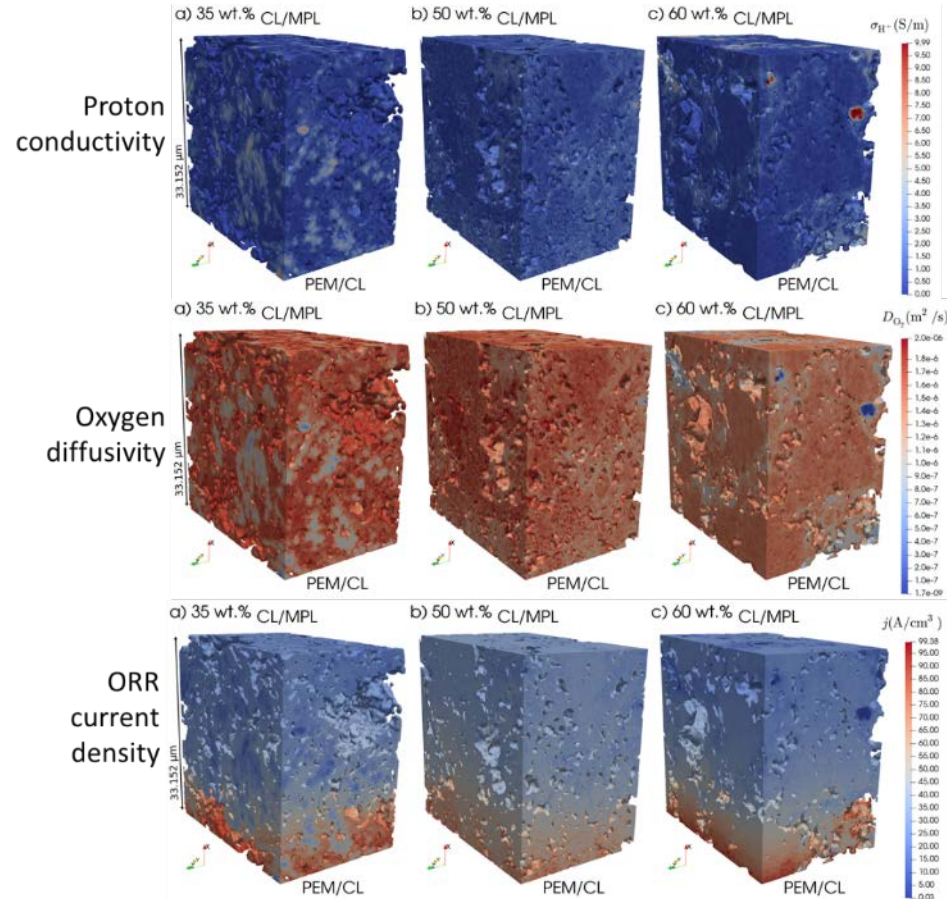 a) 35 wt.% CL/MPL
b) 50 wt.% CL/MPL
c) 60 wt.% CL/MPL
σ_H+(S/m)
Proton
conductivity
33.152 μm
PEM/CL
PEM/CL
PEM/CL
9.99
9.50
9.00
8.50
8.00
7.50
7.00
6.50
6.00
5.50
5.00
4.50
4.00
3.50
3.00
2.50
2.00
1.50
1.00
0.50
0.00
a) 35 wt.% CL/MPL
b) 50 wt.% CL/MPL
c) 60 wt.% CL/MPL
D_O₂(m² /s)
Oxygen
diffusivity
33.152 μm
PEM/CL
PEM/CL
PEM/CL
2.0e-06
1.8e-6
1.7e-6
1.6e-6
1.5e-6
1.4e-6
1.3e-6
1.2e-6
1.1e-6
1.0e-6
9.0e-7
8.0e-7
7.0e-7
6.0e-7
5.0e-7
4.0e-7
3.0e-7
2.0e-7
1.0e-7
1.7e-09
a) 35 wt.% CL/MPL
b) 50 wt.% CL/MPL
c) 60 wt.% CL/MPL
j(A/cm³)
ORR
current
density
33.152 μm
PEM/CL
PEM/CL
PEM/CL
95.00
90.00
85.00
80.00
75.00
70.00
65.00
60.00
55.00
50.00
45.00
40.00
35.00
30.00
25.00
20.00
15.00
10.00
5.00